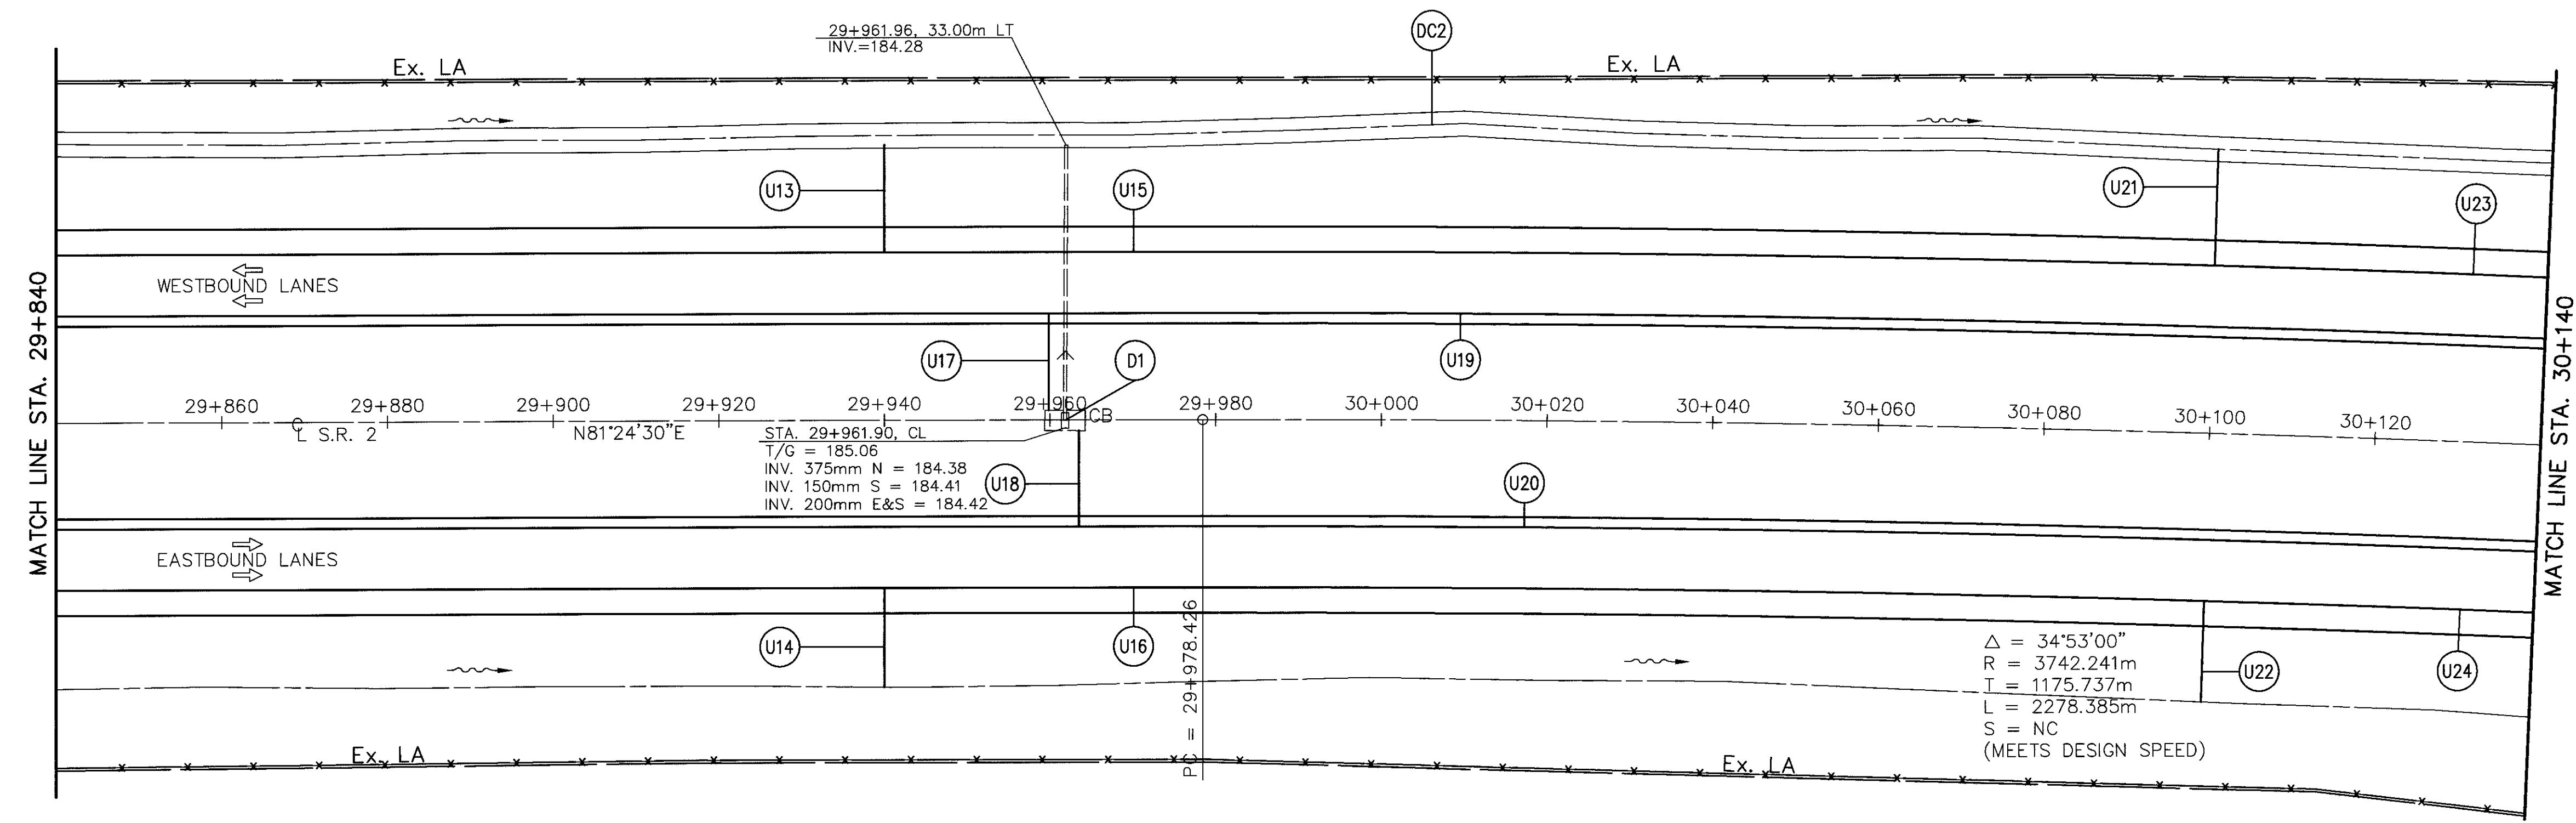 29+961.96, 33.00m LT
INV.=184.28
DC2
Ex. LA
Ex. LA
U13
U15
U21
U23
WESTBOUND LANES
MATCH LINE STA. 29+840
MATCH LINE STA. 30+140
U17
D1
U19
29+860
29+880
29+900
29+920
29+940
29+960
29+980
30+000
30+020
30+040
30+060
30+080
30+100
30+120
CB
℄ S.R. 2
N81°24'30"E
STA. 29+961.90, CL
T/G = 185.06
INV. 375mm N = 184.38
INV. 150mm S = 184.41
INV. 200mm E&S = 184.42
U18
U20
EASTBOUND LANES
PC = 29+978.426
U14
U16
U22
U24
△ = 34°53'00"
R = 3742.241m
T = 1175.737m
L = 2278.385m
S = NC
(MEETS DESIGN SPEED)
Ex. LA
Ex. LA